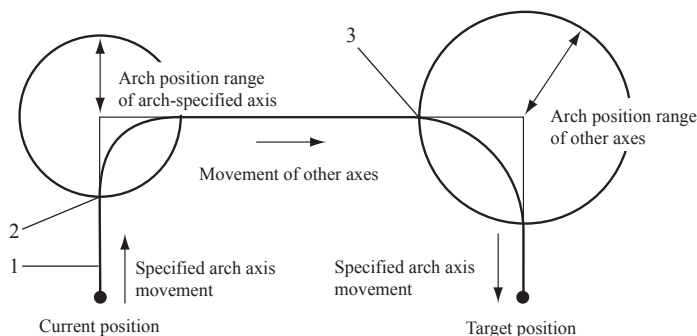 3
Arch position range
of arch-specified axis
Arch position range
of other axes
Movement of other axes
2
1
Specified arch axis
movement
Specified arch axis
movement
Current position
Target position